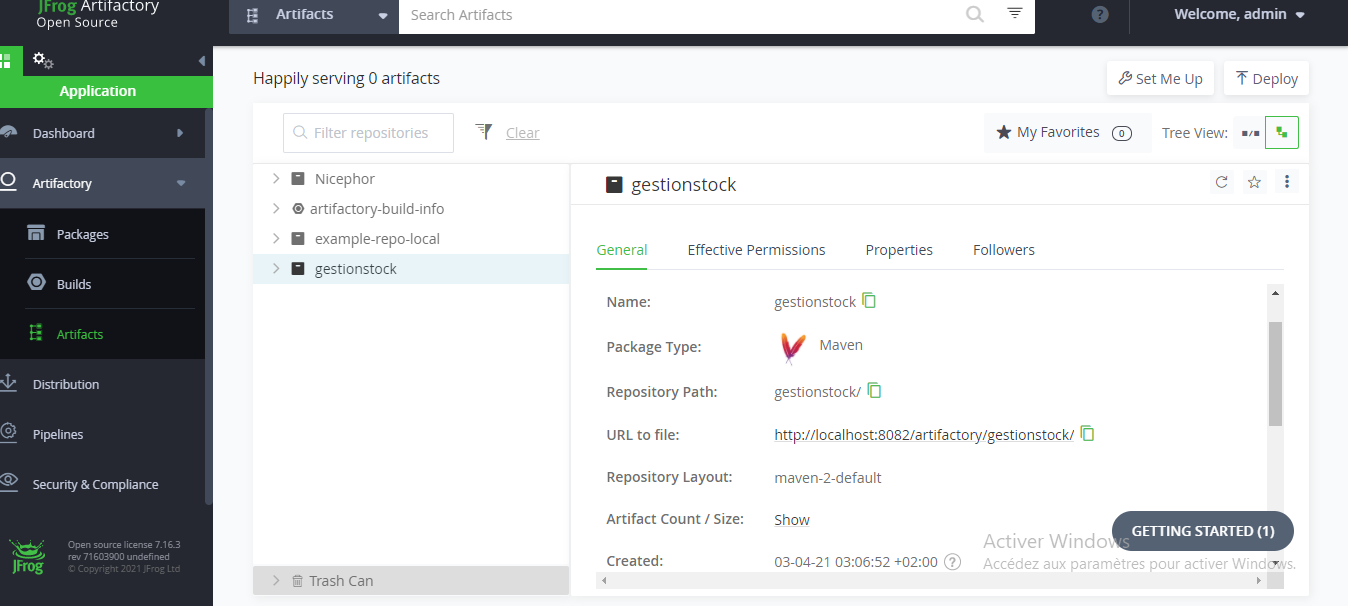 JFrog Artifactory
Open Source
Artifacts
Search Artifacts
?
Welcome, admin
Application
Dashboard
Artifactory
Packages
Builds
Artifacts
Distribution
Pipelines
Security & Compliance
JFrog
Open source license 7.16.3
rev 71603900 undefined
© Copyright 2021 JFrog Ltd
Happily serving 0 artifacts
Set Me Up
Deploy
Filter repositories
Clear
My Favorites 0
Tree View:
Nicephor
artifactory-build-info
example-repo-local
gestionstock
Trash Can
gestionstock
General
Effective Permissions
Properties
Followers
Name: gestionstock
Package Type: Maven
Repository Path: gestionstock/
URL to file: http://localhost:8082/artifactory/gestionstock/
Repository Layout: maven-2-default
Artifact Count / Size: Show
Created: 03-04-21 03:06:52 +02:00 ?
GETTING STARTED (1)
Activer Windows
Accédez aux paramètres pour activer Windows.